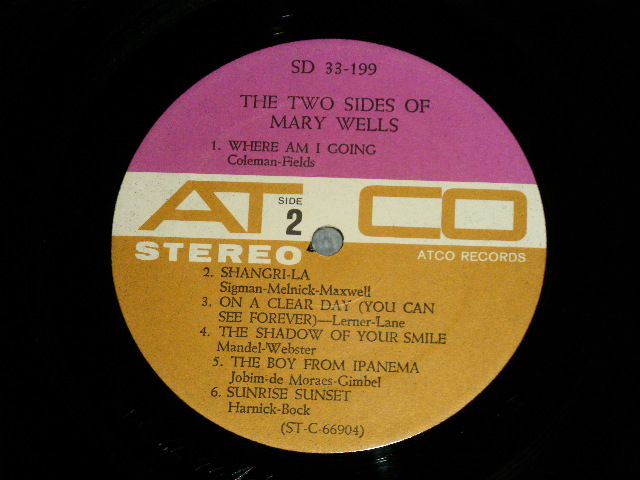 SD 33-199
THE TWO SIDES OF
MARY WELLS
1. WHERE AM I GOING
Coleman-Fields
ATCO
SIDE
2
STEREO
ATCO RECORDS
2. SHANGRI-LA
Sigman-Melnick-Maxwell
3. ON A CLEAR DAY (YOU CAN
SEE FOREVER)—Lerner-Lane
4. THE SHADOW OF YOUR SMILE
Mandel-Webster
5. THE BOY FROM IPANEMA
Jobim-de Moraes-Gimbel
6. SUNRISE SUNSET
Harnick-Bock
(ST-C-66904)